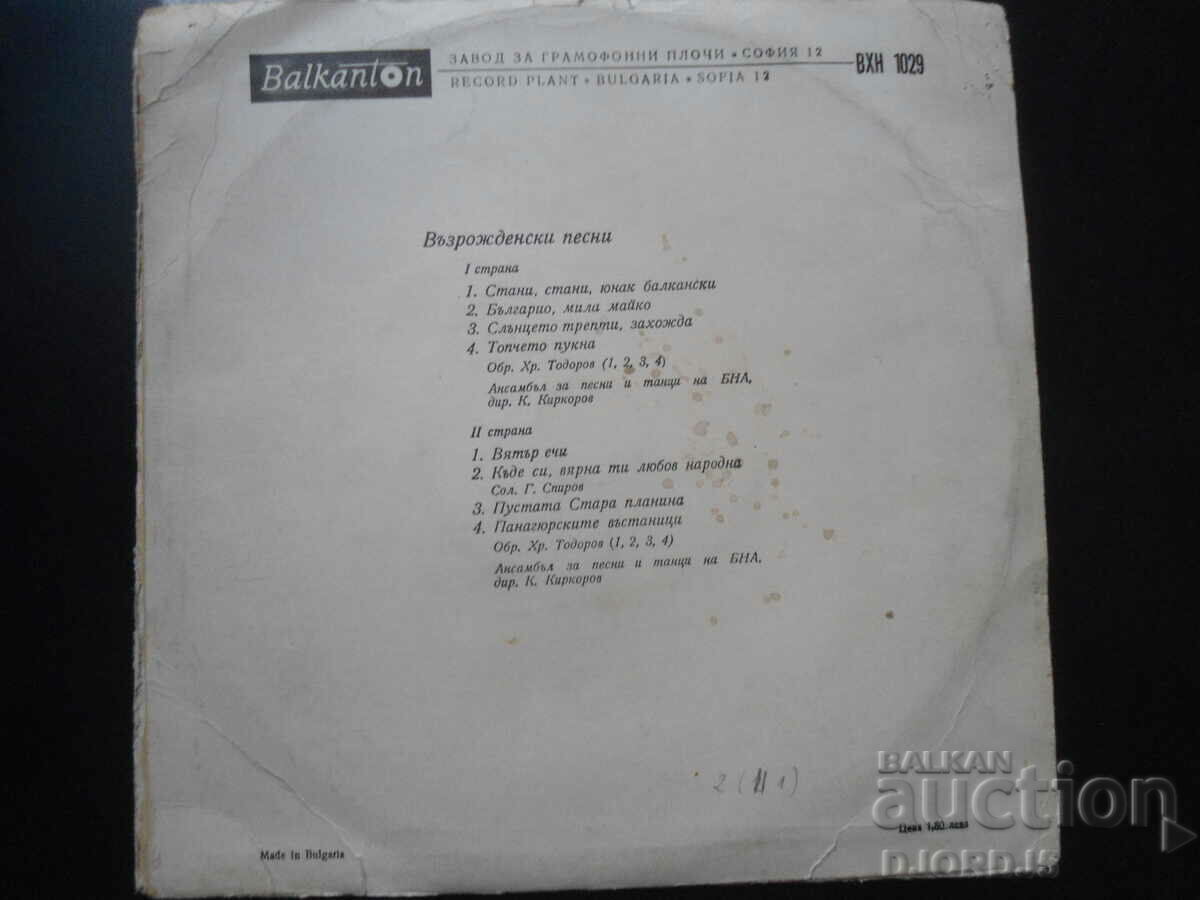 Balkanton
ЗАВОД ЗА ГРАМОФОННИ ПЛОЧИ • СОФИЯ 12
RECORD PLANT • BULGARIA • SOFIA 12
ВХН 1029
Възрожденски песни
I страна
1. Стани, стани, юнак балкански
2. Българио, мила майко
3. Слънцето трепти, захожда
4. Топчето пукна
Обр. Хр. Тодоров (1, 2, 3, 4)
Ансамбъл за песни и танци на БНА,
дир. К. Киркоров
II страна
1. Вятър ечи
2. Къде си, вярна ти любов народна
Сол. Г. Спиров
3. Пустата Стара планина
4. Панагюрските въстаници
Обр. Хр. Тодоров (1, 2, 3, 4)
Ансамбъл за песни и танци на БНА,
дир. К. Киркоров
Цена 1,80 лева
Made in Bulgaria
BALKAN
auction
DJORD.15